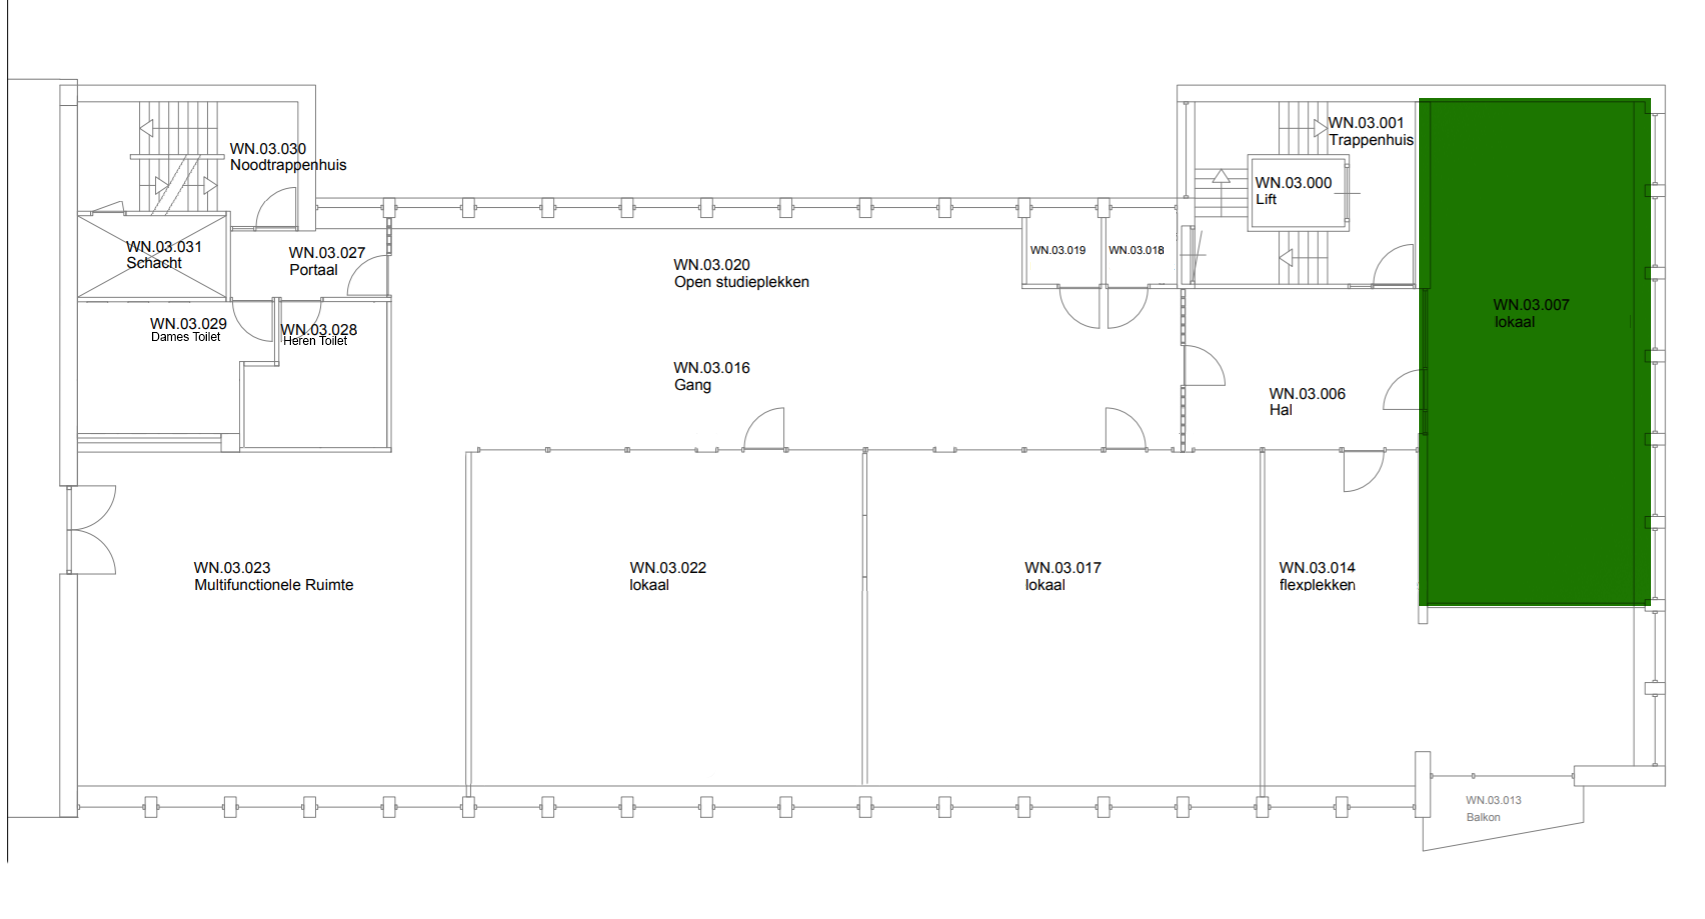 WN.03.001
Trappenhuis
WN.03.030
Noodtrappenhuis
WN.03.000
Lift
WN.03.031
Schacht
WN.03.027
Portaal
WN.03.020
Open studieplekken
WN.03.019
WN.03.018
WN.03.007
lokaal
WN.03.029
Dames Toilet
WN.03.028
Heren Toilet
WN.03.016
Gang
WN.03.006
Hal
WN.03.023
Multifunctionele Ruimte
WN.03.022
lokaal
WN.03.017
lokaal
WN.03.014
flexplekken
WN.03.013
Balkon